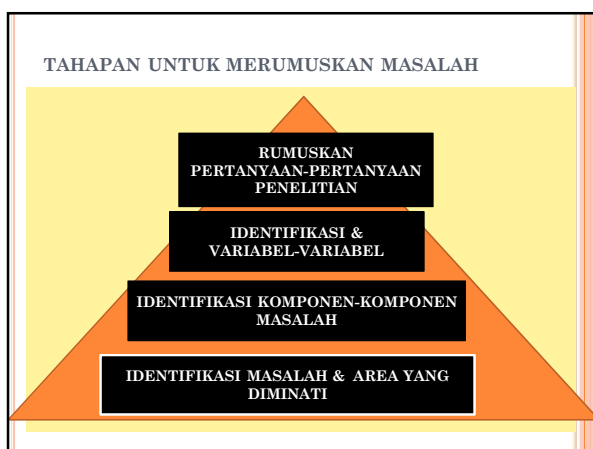 TAHAPAN UNTUK MERUMUSKAN MASALAH
RUMUSKAN
PERTANYAAN-PERTANYAAN
PENELITIAN
IDENTIFIKASI &
VARIABEL-VARIABEL
IDENTIFIKASI KOMPONEN-KOMPONEN
MASALAH
IDENTIFIKASI MASALAH & AREA YANG
DIMINATI